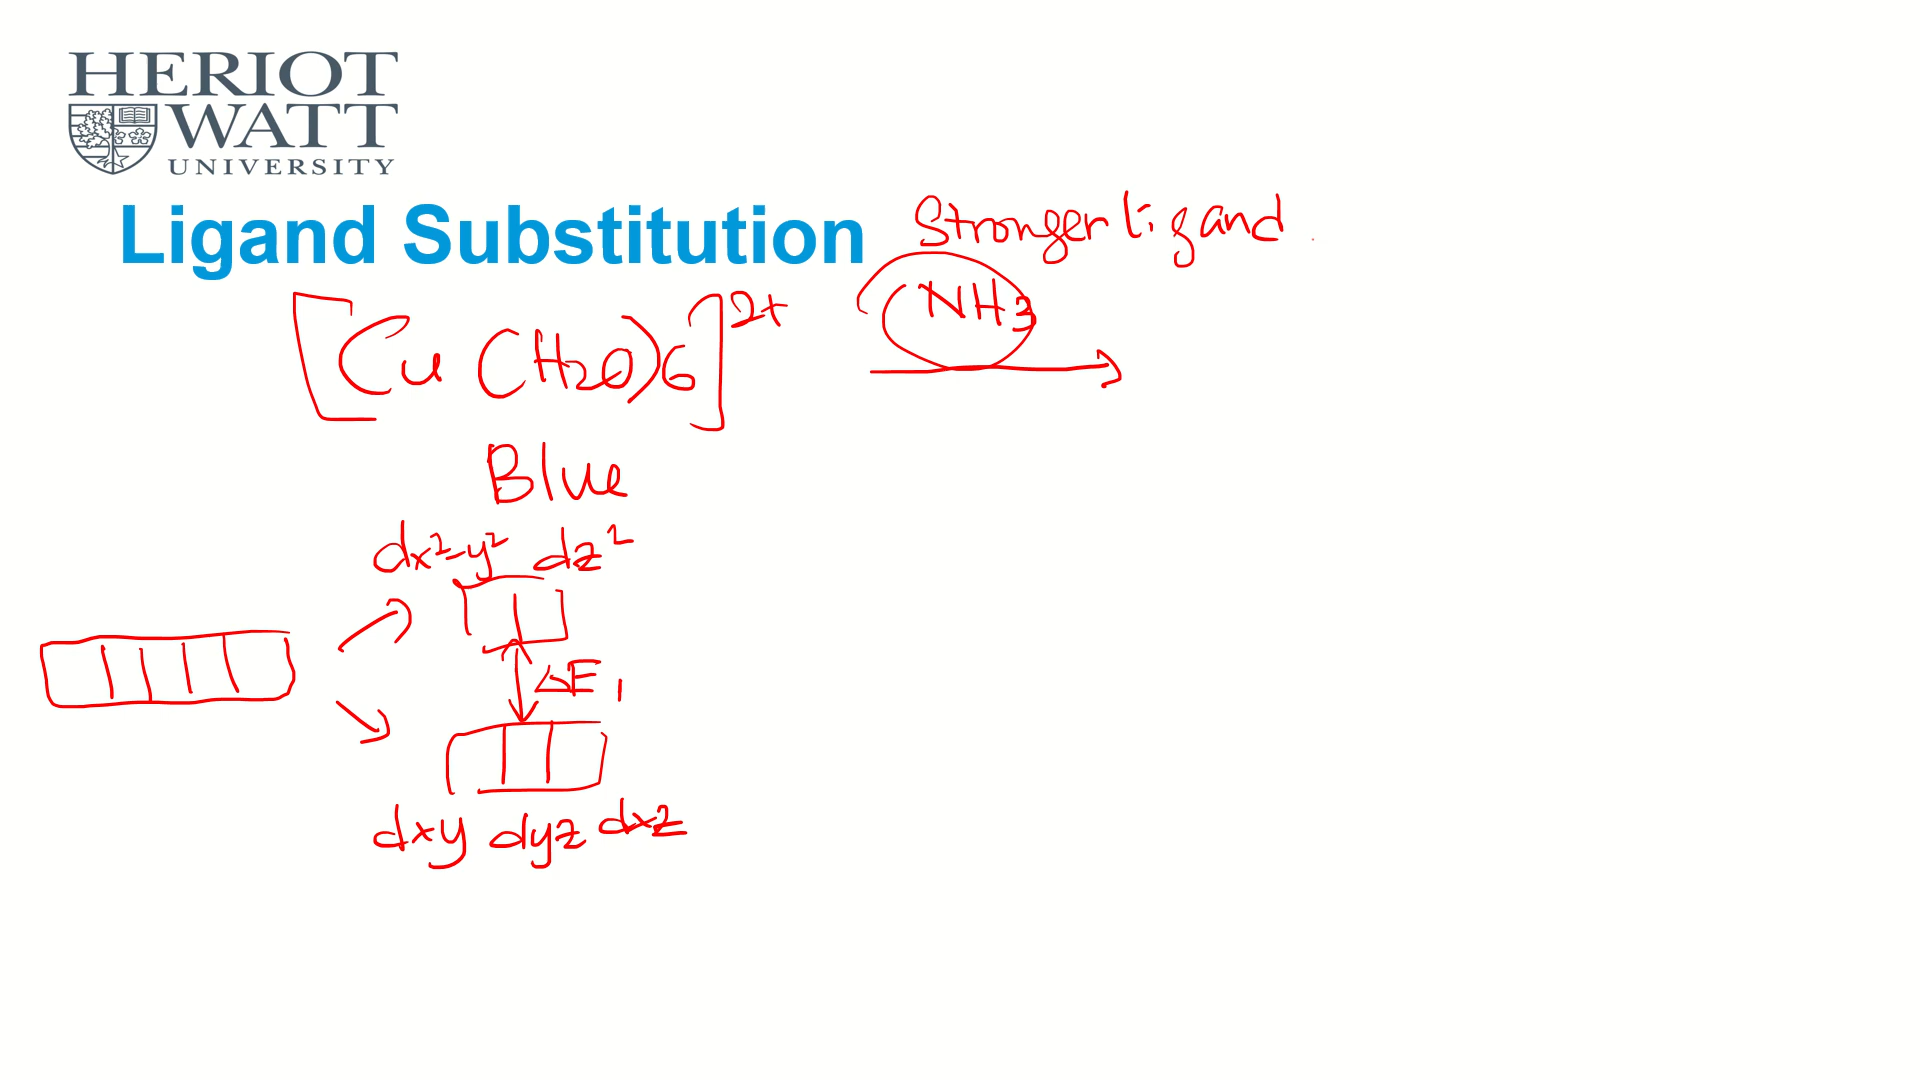 HERIOT
WATT
UNIVERSITY
Ligand Substitution
Stronger ligand
NH3
[Cu (H2O)6]2+
Blue
dx2-y2 dz2
ΔE1
dxy dyz dxz